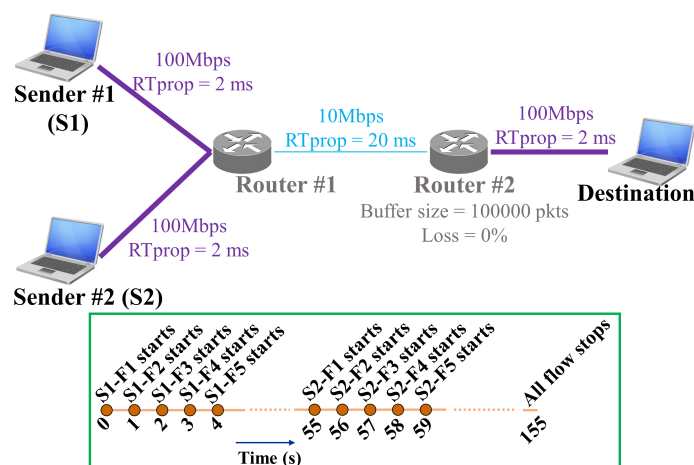 100Mbps
RTprop = 2 ms
Sender #1
(S1)
10Mbps
RTprop = 20 ms
100Mbps
RTprop = 2 ms
Router #1
Router #2
Destination
Buffer size = 100000 pkts
Loss = 0%
100Mbps
RTprop = 2 ms
Sender #2 (S2)
S1-F1 starts
S1-F2 starts
S1-F3 starts
S1-F4 starts
S1-F5 starts
S2-F1 starts
S2-F2 starts
S2-F3 starts
S2-F4 starts
S2-F5 starts
All flow stops
0
1
2
3
4
55
56
57
58
59
155
Time (s)